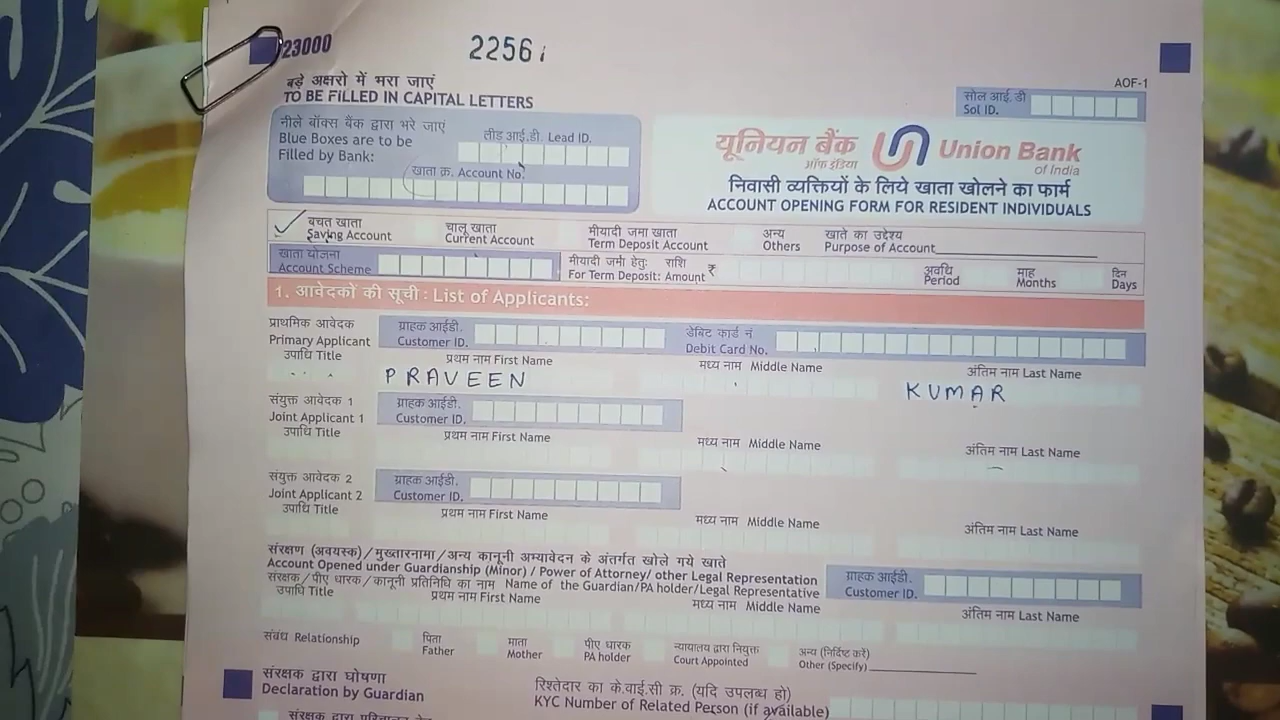 23000 2256
AOF-1
बड़े अक्षरो में भरा जाएं
TO BE FILLED IN CAPITAL LETTERS
सोल आई.डी
Sol ID.
नीले बॉक्स बैंक द्वारा भरे जाएं
Blue Boxes are to be
Filled by Bank:
लीड आई.डी. Lead ID.
खाता क्र. Account No.
यूनियन बैंक Union Bank
ऑफ इंडिया of India
निवासी व्यक्तियों के लिये खाता खोलने का फार्म
ACCOUNT OPENING FORM FOR RESIDENT INDIVIDUALS
बचत खाता चालू खाता मीयादी जमा खाता अन्य खाते का उद्देश्य
Saving Account Current Account Term Deposit Account Others Purpose of Account
खाता योजना मीयादी जमा हेतुः राशि ₹ अवधि माह दिन
Account Scheme For Term Deposit: Amount Period Months Days
1. आवेदकों की सूची : List of Applicants:
प्राथमिक आवेदक ग्राहक आईडी. डेबिट कार्ड नं
Primary Applicant Customer ID. Debit Card No.
उपाधि Title प्रथम नाम First Name मध्य नाम Middle Name अंतिम नाम Last Name
PRAVEEN KUMAR
संयुक्त आवेदक 1 ग्राहक आईडी.
Joint Applicant 1 Customer ID.
उपाधि Title प्रथम नाम First Name मध्य नाम Middle Name अंतिम नाम Last Name
संयुक्त आवेदक 2 ग्राहक आईडी.
Joint Applicant 2 Customer ID.
उपाधि Title प्रथम नाम First Name मध्य नाम Middle Name अंतिम नाम Last Name
संरक्षण (अवयस्क)/मुख्तारनामा/अन्य कानूनी अभ्यावेदन के अंतर्गत खोले गये खाते
Account Opened under Guardianship (Minor) / Power of Attorney/ other Legal Representation
संरक्षक/पीए धारक/कानूनी प्रतिनिधि का नाम Name of the Guardian/PA holder/Legal Representative
ग्राहक आईडी.
Customer ID.
उपाधि Title प्रथम नाम First Name मध्य नाम Middle Name अंतिम नाम Last Name
संबंध Relationship पिता माता पीए धारक न्यायालय द्वारा नियुक्त अन्य (निर्दिष्ट करें)
Father Mother PA holder Court Appointed Other (Specify)
संरक्षक द्वारा घोषणा रिश्तेदार का के.वाई.सी क्र. (यदि उपलब्ध हो)
Declaration by Guardian KYC Number of Related Person (if available)
संरक्षक द्वारा